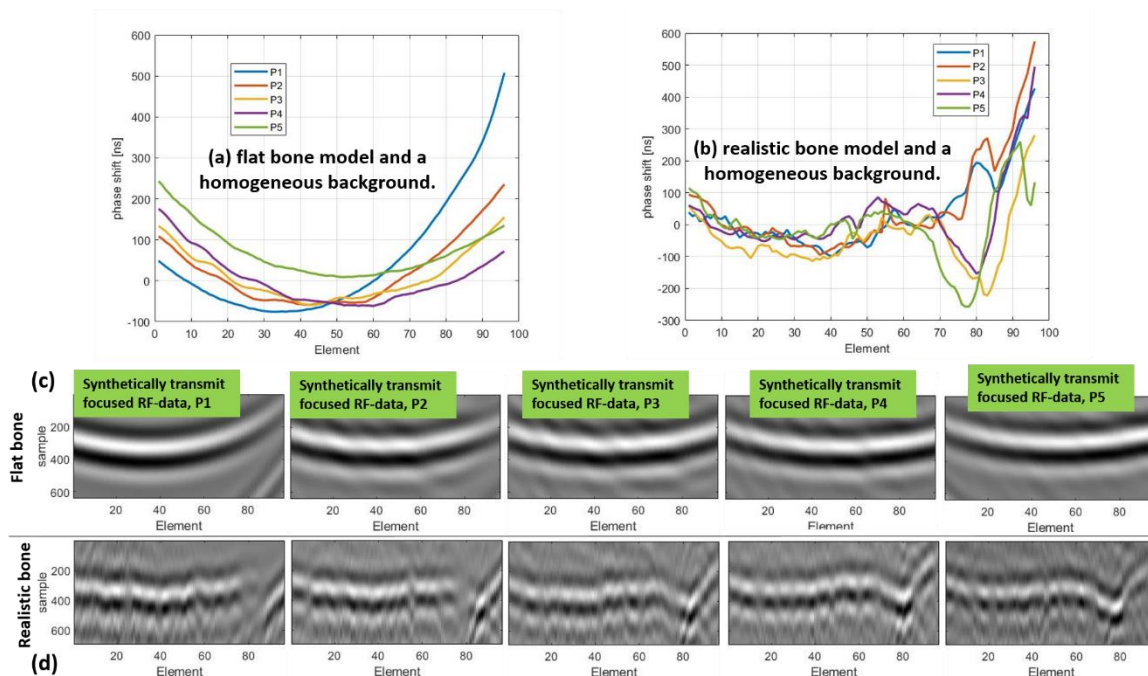 600
500
400
300
200
100
0
-100
phase shift [ns]
P1
P2
P3
P4
P5
(a) flat bone model and a
homogeneous background.
0 10 20 30 40 50 60 70 80 90 100
Element
600
500
400
300
200
100
0
-100
-200
-300
phase shift [ns]
P1
P2
P3
P4
P5
(b) realistic bone model and a
homogeneous background.
0 10 20 30 40 50 60 70 80 90 100
Element
(c)
Synthetically transmit
focused RF-data, P1
Synthetically transmit
focused RF-data, P2
Synthetically transmit
focused RF-data, P3
Synthetically transmit
focused RF-data, P4
Synthetically transmit
focused RF-data, P5
Flat bone
sample
200
400
600
20 40 60 80
Element
20 40 60 80
Element
20 40 60 80
Element
20 40 60 80
Element
20 40 60 80
Element
Realistic bone
sample
200
400
600
20 40 60 80
Element
20 40 60 80
Element
20 40 60 80
Element
20 40 60 80
Element
20 40 60 80
Element
(d)